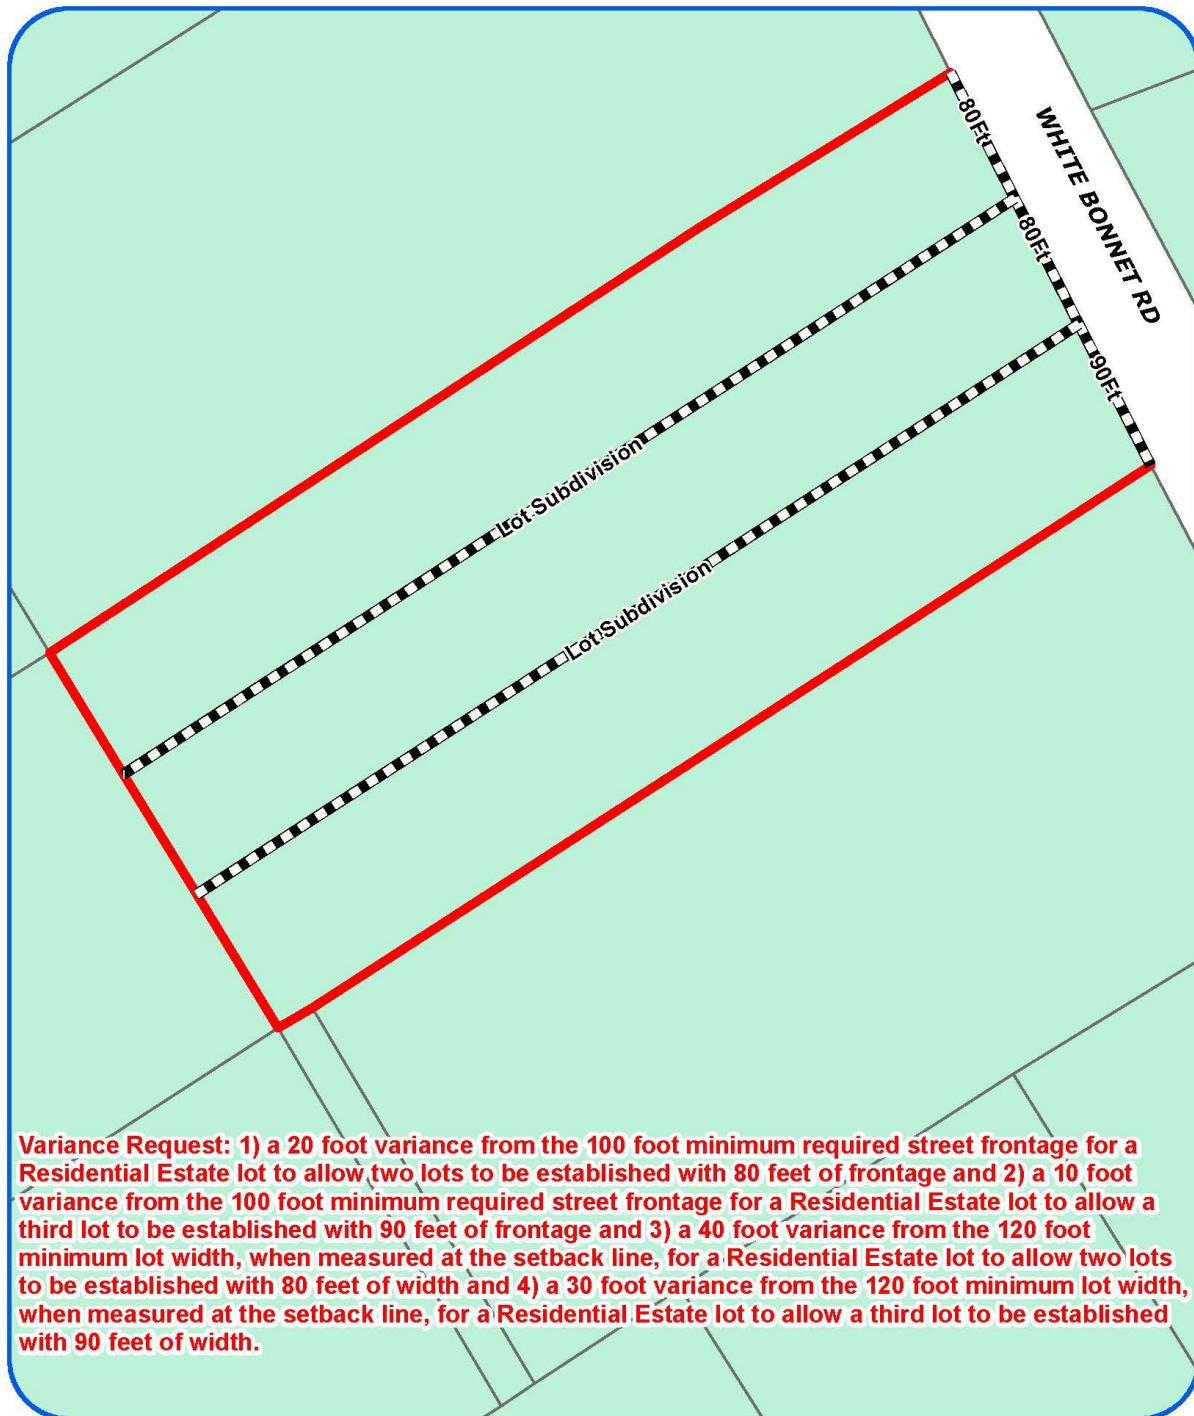 80Ft
WHITE BONNET RD
80Ft
90Ft
Lot Subdivision
Lot Subdivision
Variance Request: 1) a 20 foot variance from the 100 foot minimum required street frontage for a
Residential Estate lot to allow two lots to be established with 80 feet of frontage and 2) a 10 foot
variance from the 100 foot minimum required street frontage for a Residential Estate lot to allow a
third lot to be established with 90 feet of frontage and 3) a 40 foot variance from the 120 foot
minimum lot width, when measured at the setback line, for a Residential Estate lot to allow two lots
to be established with 80 feet of width and 4) a 30 foot variance from the 120 foot minimum lot width,
when measured at the setback line, for a Residential Estate lot to allow a third lot to be established
with 90 feet of width.